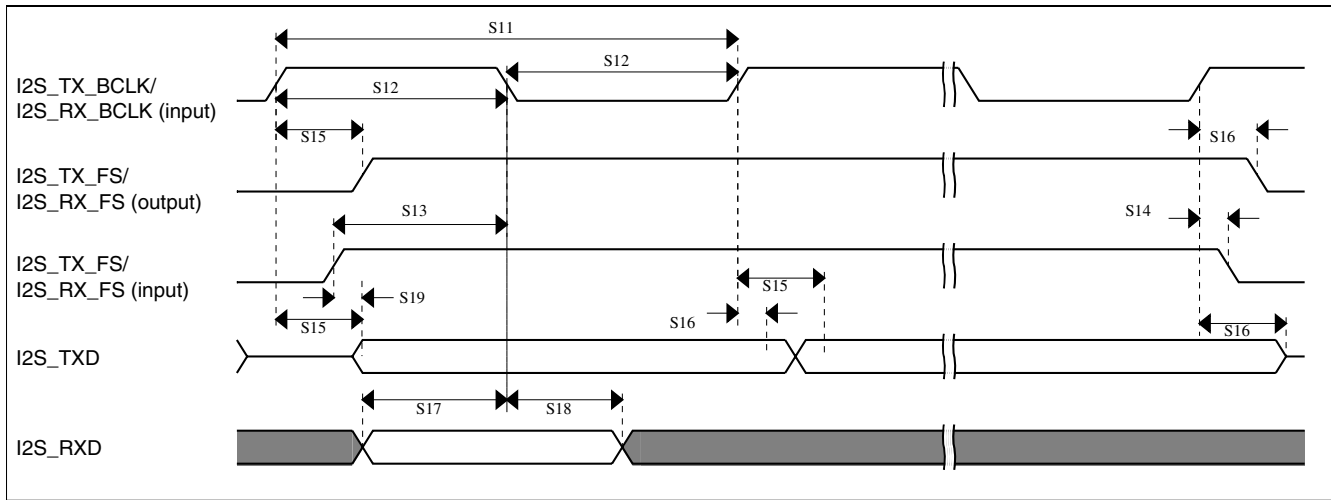 S11
I2S_TX_BCLK/
I2S_RX_BCLK (input)
S12
S12
S15
S16
I2S_TX_FS/
I2S_RX_FS (output)
S13
S14
I2S_TX_FS/
I2S_RX_FS (input)
S19
S15
S15
S16
S16
I2S_TXD
S17
S18
I2S_RXD